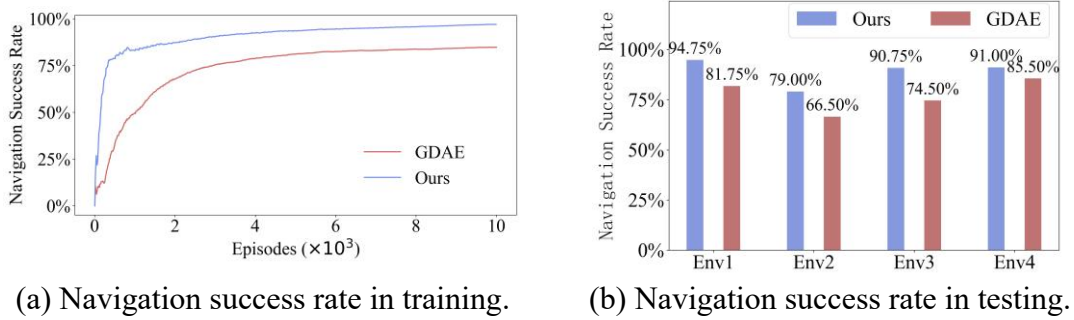 100%
75%
50%
25%
0%
Navigation Success Rate
GDAE
Ours
0
2
4
6
8
10
Episodes (×10³)
(a) Navigation success rate in training.
Ours
GDAE
100%
75%
50%
25%
0%
Navigation Success Rate
94.75%
81.75%
79.00%
66.50%
90.75%
74.50%
91.00%
85.50%
Env1
Env2
Env3
Env4
(b) Navigation success rate in testing.